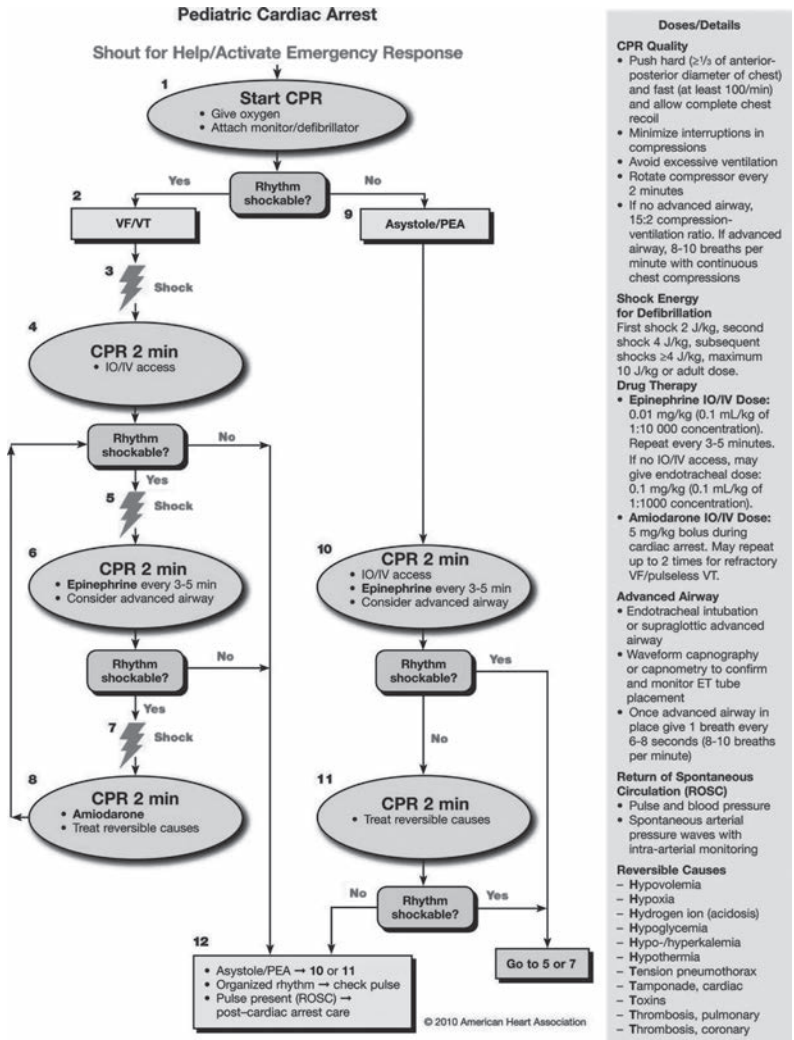 Pediatric Cardiac Arrest
Shout for Help/Activate Emergency Response
1
Start CPR
• Give oxygen
• Attach monitor/defibrillator
Rhythm
shockable?
Yes
No
2
VF/VT
9
Asystole/PEA
3
Shock
4
CPR 2 min
• IO/IV access
Rhythm
shockable?
No
Yes
5
Shock
6
CPR 2 min
• Epinephrine every 3-5 min
• Consider advanced airway
Rhythm
shockable?
No
Yes
7
Shock
8
CPR 2 min
• Amiodarone
• Treat reversible causes
10
CPR 2 min
• IO/IV access
• Epinephrine every 3-5 min
• Consider advanced airway
Rhythm
shockable?
Yes
No
11
CPR 2 min
• Treat reversible causes
Rhythm
shockable?
No
Yes
12
• Asystole/PEA → 10 or 11
• Organized rhythm → check pulse
• Pulse present (ROSC) →
post–cardiac arrest care
Go to 5 or 7
© 2010 American Heart Association
Doses/Details
CPR Quality
• Push hard (≥1/3 of anterior-
posterior diameter of chest)
and fast (at least 100/min)
and allow complete chest
recoil
• Minimize interruptions in
compressions
• Avoid excessive ventilation
• Rotate compressor every
2 minutes
• If no advanced airway,
15:2 compression-
ventilation ratio. If advanced
airway, 8-10 breaths per
minute with continuous
chest compressions
Shock Energy
for Defibrillation
First shock 2 J/kg, second
shock 4 J/kg, subsequent
shocks ≥4 J/kg, maximum
10 J/kg or adult dose.
Drug Therapy
• Epinephrine IO/IV Dose:
0.01 mg/kg (0.1 mL/kg of
1:10 000 concentration).
Repeat every 3-5 minutes.
If no IO/IV access, may
give endotracheal dose:
0.1 mg/kg (0.1 mL/kg of
1:1000 concentration).
• Amiodarone IO/IV Dose:
5 mg/kg bolus during
cardiac arrest. May repeat
up to 2 times for refractory
VF/pulseless VT.
Advanced Airway
• Endotracheal intubation
or supraglottic advanced
airway
• Waveform capnography
or capnometry to confirm
and monitor ET tube
placement
• Once advanced airway in
place give 1 breath every
6-8 seconds (8-10 breaths
per minute)
Return of Spontaneous
Circulation (ROSC)
• Pulse and blood pressure
• Spontaneous arterial
pressure waves with
intra-arterial monitoring
Reversible Causes
– Hypovolemia
– Hypoxia
– Hydrogen ion (acidosis)
– Hypoglycemia
– Hypo-/hyperkalemia
– Hypothermia
– Tension pneumothorax
– Tamponade, cardiac
– Toxins
– Thrombosis, pulmonary
– Thrombosis, coronary